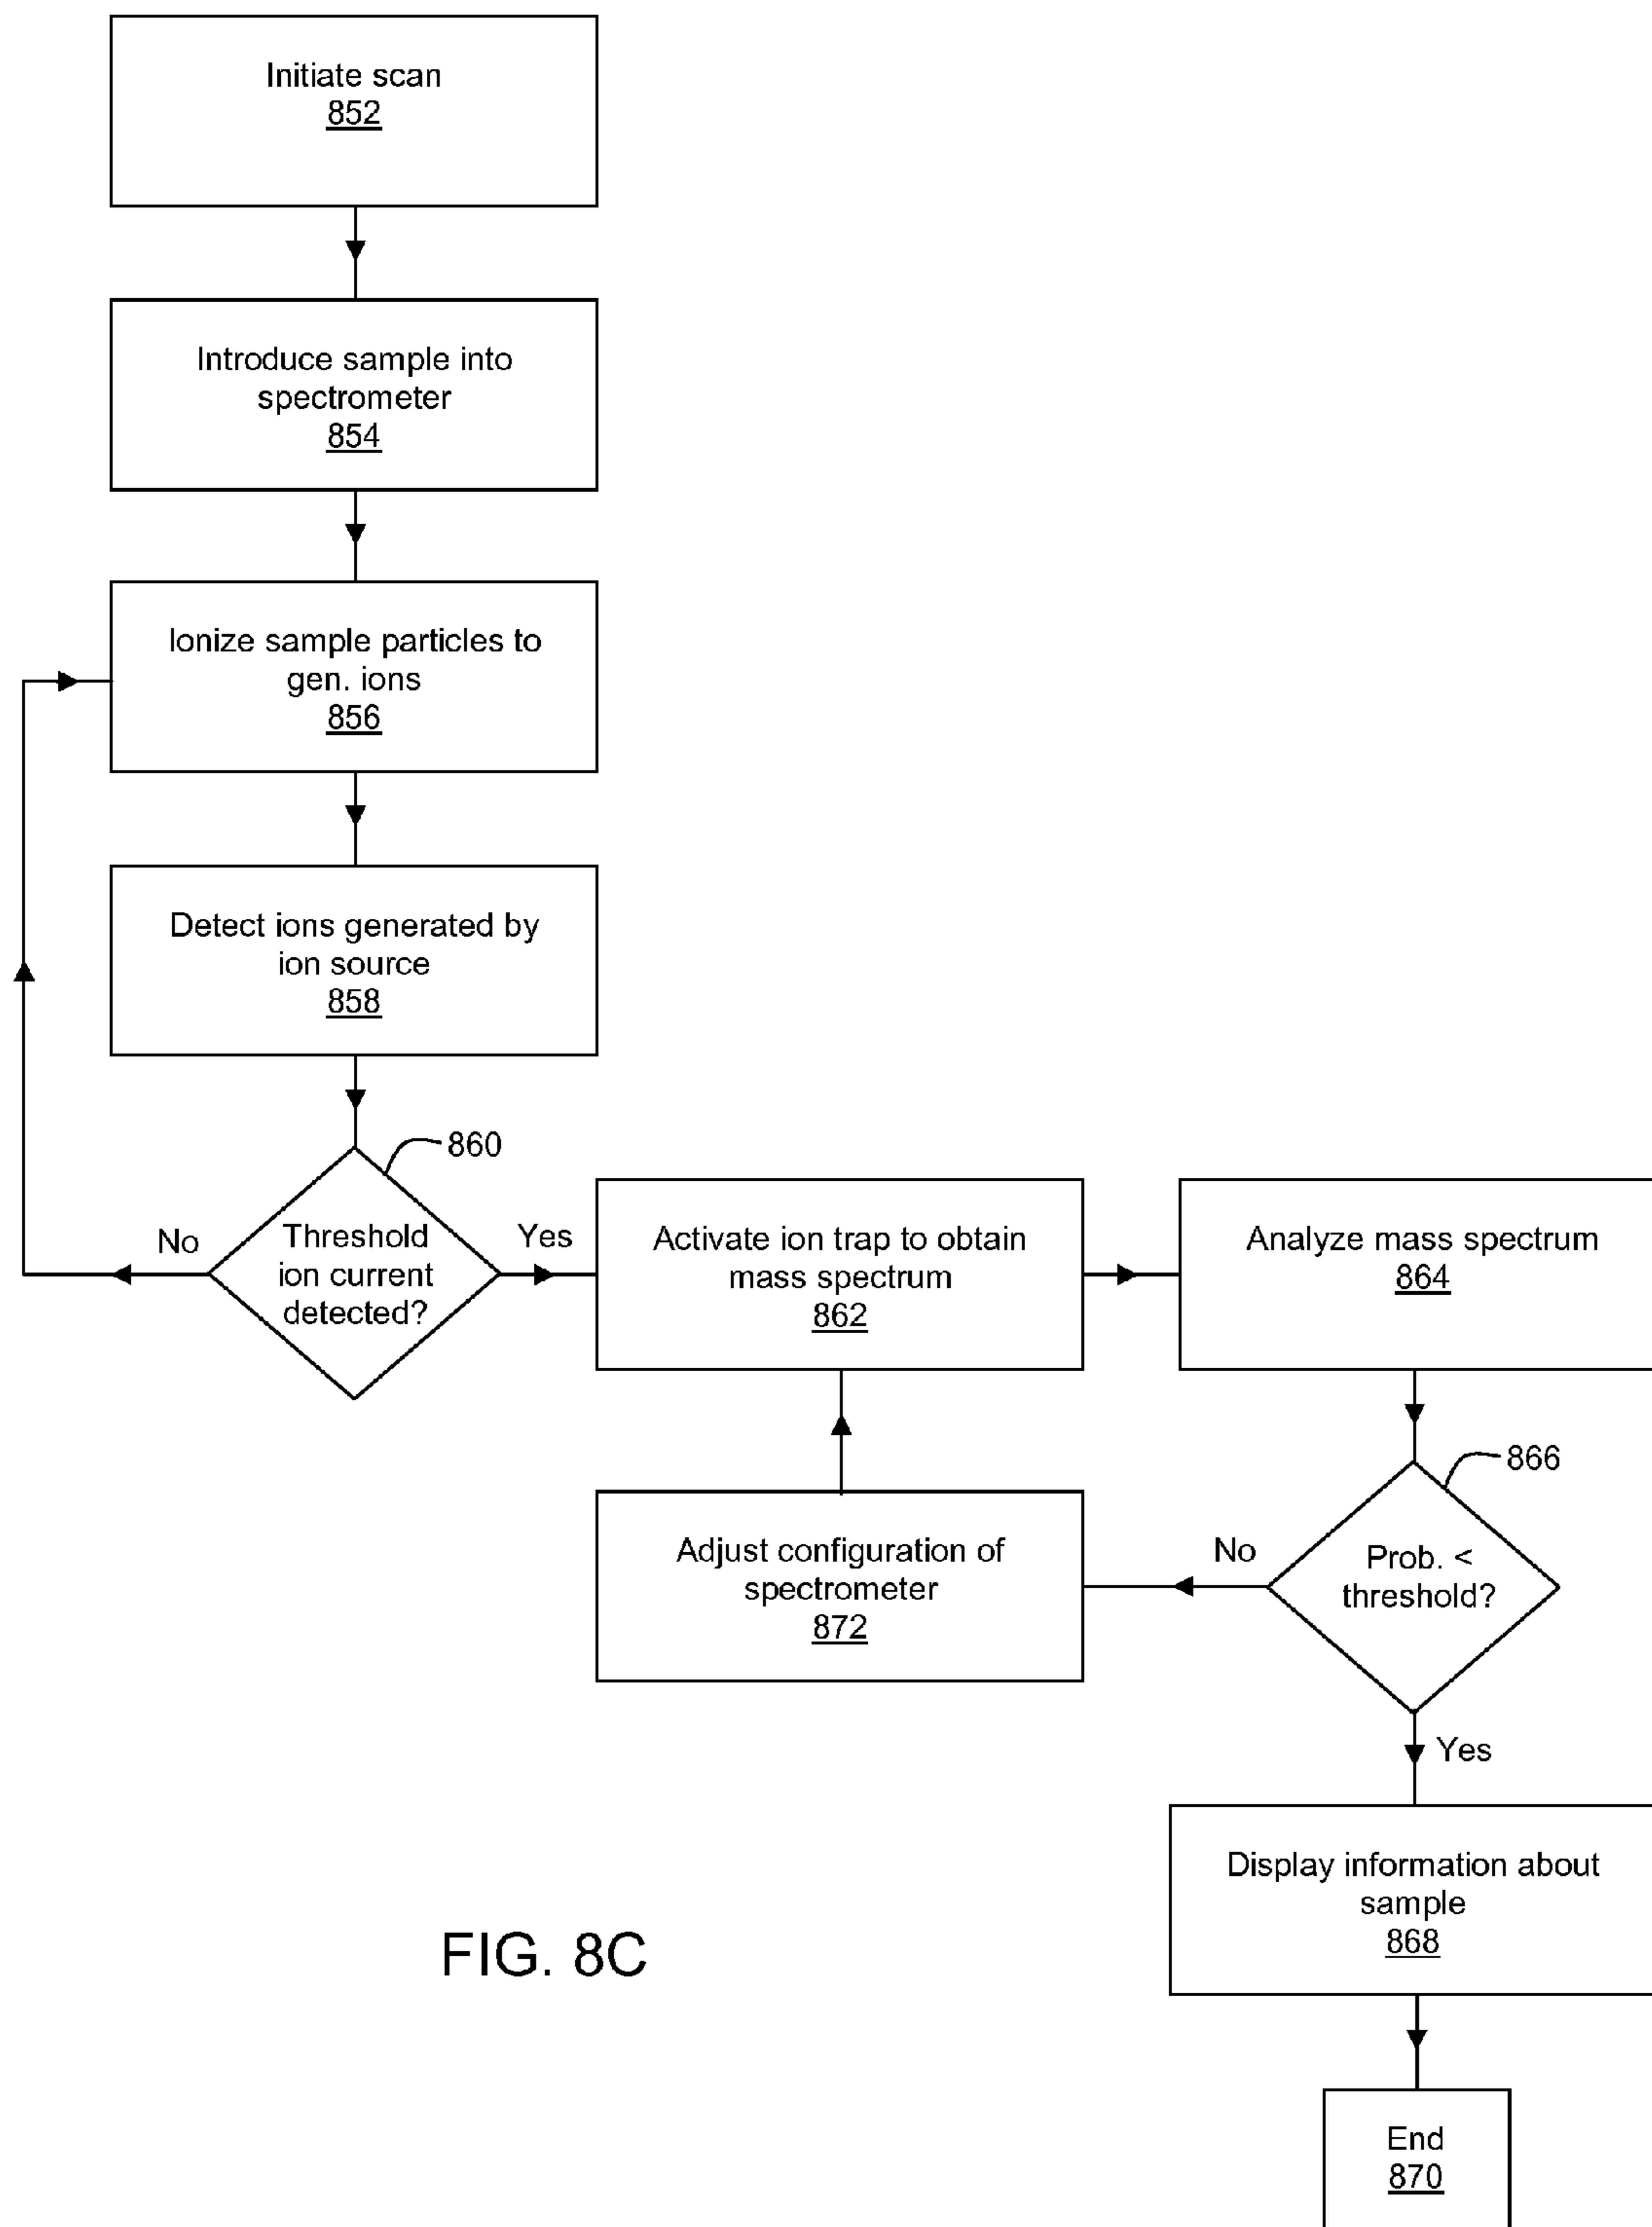 Initiate scan
852
Introduce sample into
spectrometer
854
Ionize sample particles to
gen. ions
856
Detect ions generated by
ion source
858
860
No
Threshold
ion current
detected?
Yes
Activate ion trap to obtain
mass spectrum
862
Analyze mass spectrum
864
866
Prob. <
threshold?
No
Adjust configuration of
spectrometer
872
Yes
Display information about
sample
868
End
870
FIG. 8C